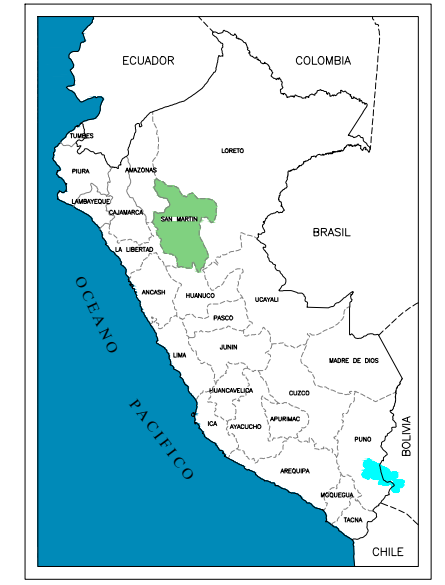 ECUADOR
COLOMBIA
TUMBES
LORETO
PIURA
AMAZONAS
LAMBAYEQUE
CAJAMARCA
SAN MARTIN
BRASIL
LA LIBERTAD
ANCASH
HUANUCO
UCAYALI
PASCO
OCEANO
LIMA
JUNIN
MADRE DE DIOS
HUANCAVELICA
CUZCO
PACIFICO
ICA
AYACUCHO
APURIMAC
PUNO
BOLIVIA
AREQUIPA
MOQUEGUA
TACNA
CHILE